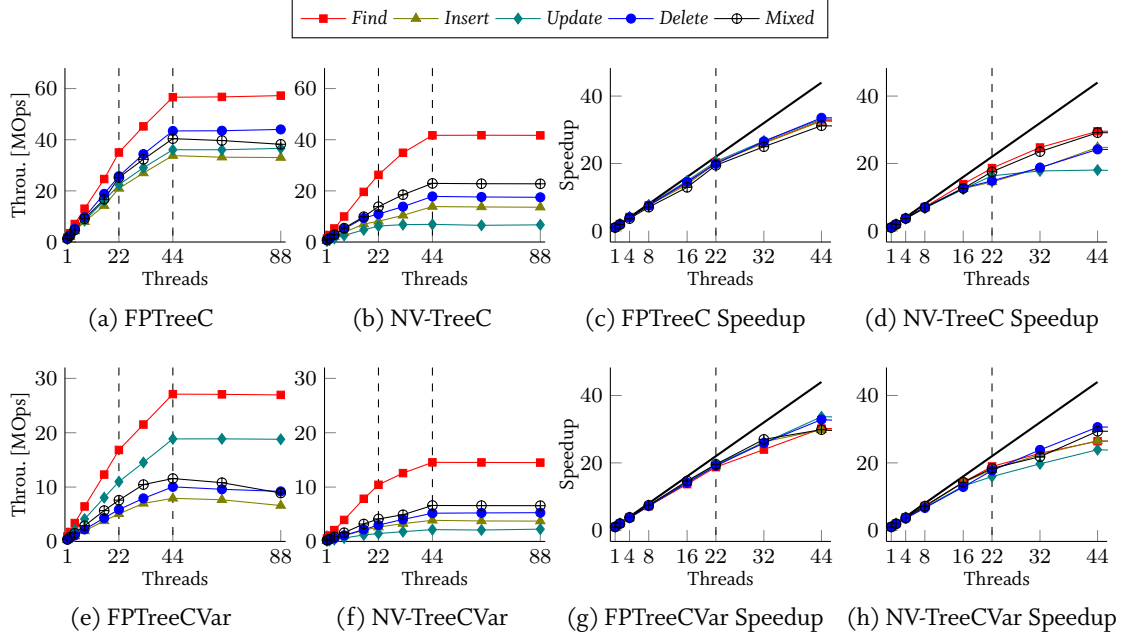 Find Insert Update Delete Mixed
Throu. [MOps]
60
40
20
0
1 22 44 88
Threads
(a) FPTreeC
60
40
20
0
1 22 44 88
Threads
(b) NV-TreeC
Speedup
40
20
0
1 4 8 16 22 32 44
Threads
(c) FPTreeC Speedup
40
20
0
1 4 8 16 22 32 44
Threads
(d) NV-TreeC Speedup
Throu. [MOps]
30
20
10
0
1 22 44 88
Threads
(e) FPTreeCVar
30
20
10
0
1 22 44 88
Threads
(f) NV-TreeCVar
Speedup
40
20
0
1 4 8 16 22 32 44
Threads
(g) FPTreeCVar Speedup
40
20
0
1 4 8 16 22 32 44
Threads
(h) NV-TreeCVar Speedup